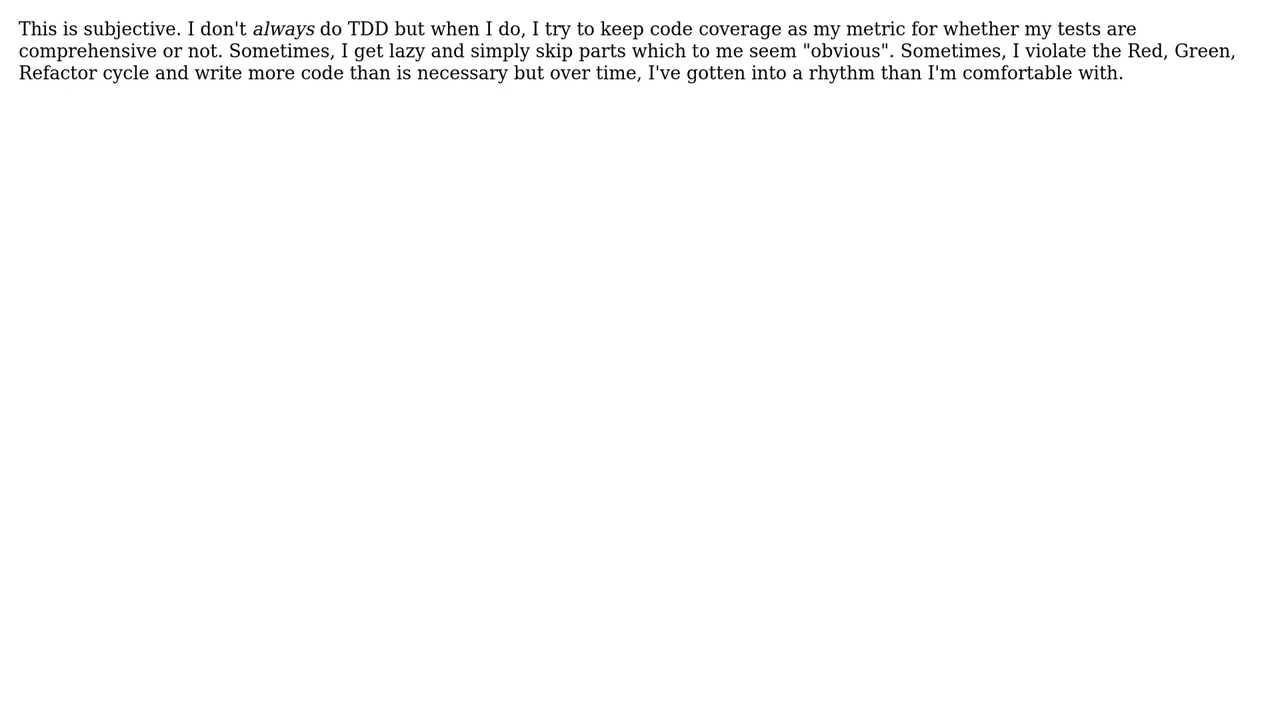 This is subjective. I don't always do TDD but when I do, I try to keep code coverage as my metric for whether my tests are
comprehensive or not. Sometimes, I get lazy and simply skip parts which to me seem "obvious". Sometimes, I violate the Red, Green,
Refactor cycle and write more code than is necessary but over time, I've gotten into a rhythm than I'm comfortable with.